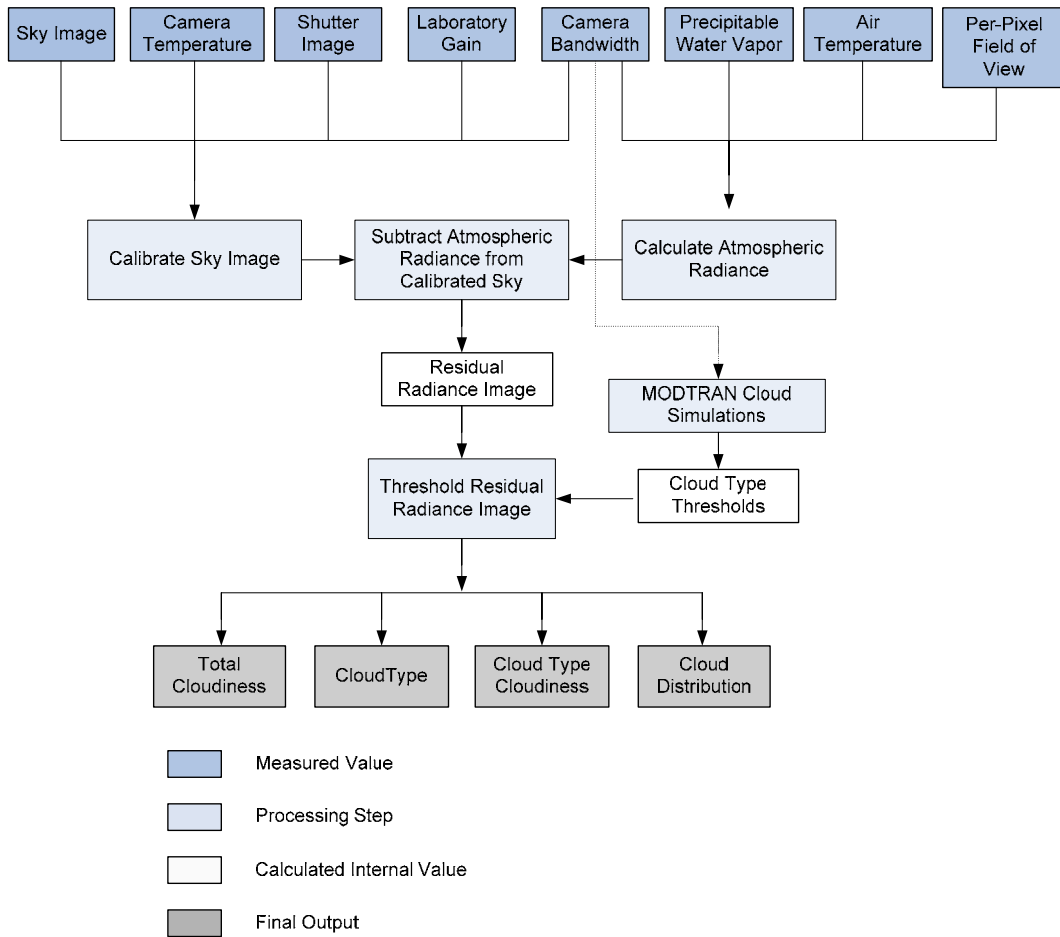 Sky Image
Camera
Temperature
Shutter
Image
Laboratory
Gain
Camera
Bandwidth
Precipitable
Water Vapor
Air
Temperature
Per-Pixel
Field of
View
Calibrate Sky Image
Subtract Atmospheric
Radiance from
Calibrated Sky
Calculate Atmospheric
Radiance
Residual
Radiance Image
MODTRAN Cloud
Simulations
Threshold Residual
Radiance Image
Cloud Type
Thresholds
Total
Cloudiness
CloudType
Cloud Type
Cloudiness
Cloud
Distribution
Measured Value
Processing Step
Calculated Internal Value
Final Output